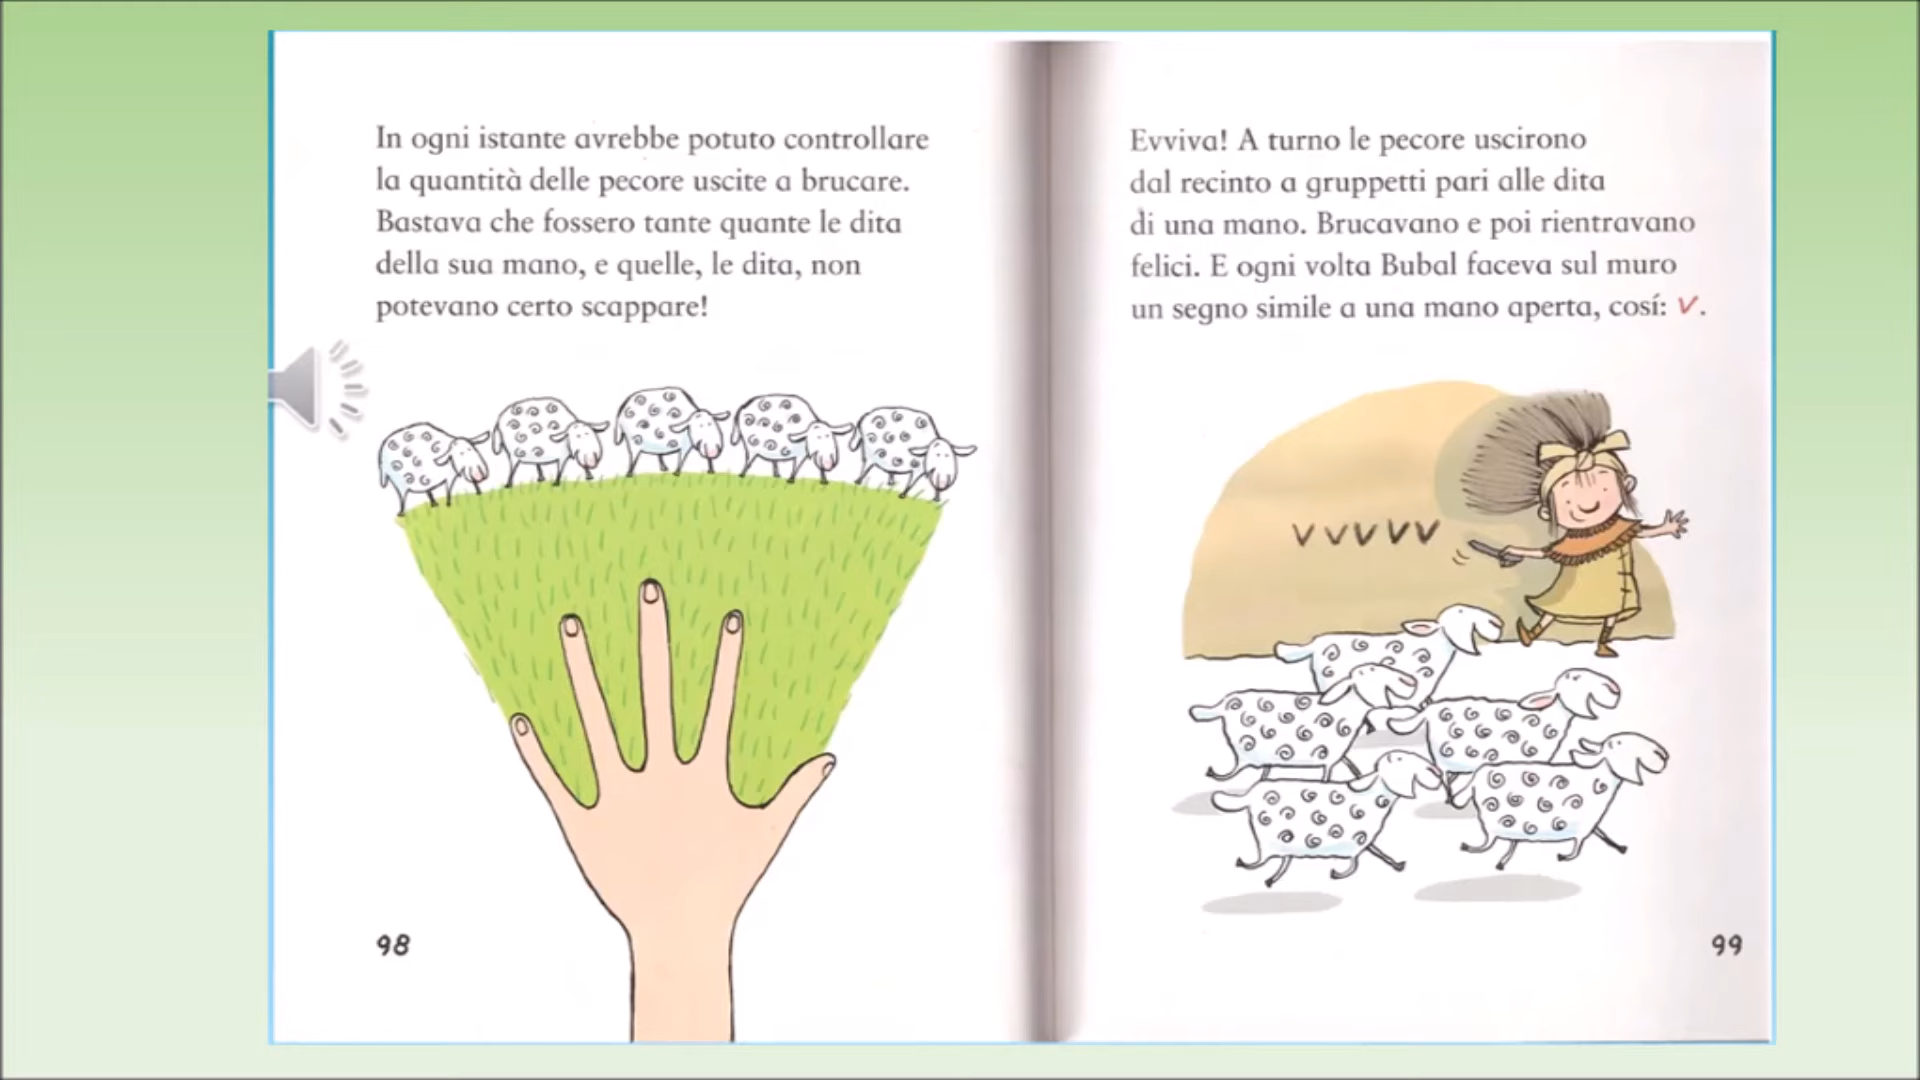 In ogni istante avrebbe potuto controllare
la quantità delle pecore uscite a brucare.
Bastava che fossero tante quante le dita
della sua mano, e quelle, le dita, non
potevano certo scappare!
98
Evviva! A turno le pecore uscirono
dal recinto a gruppetti pari alle dita
di una mano. Brucavano e poi rientravano
felici. E ogni volta Bubal faceva sul muro
un segno simile a una mano aperta, cosí: V.
V V V V V
99